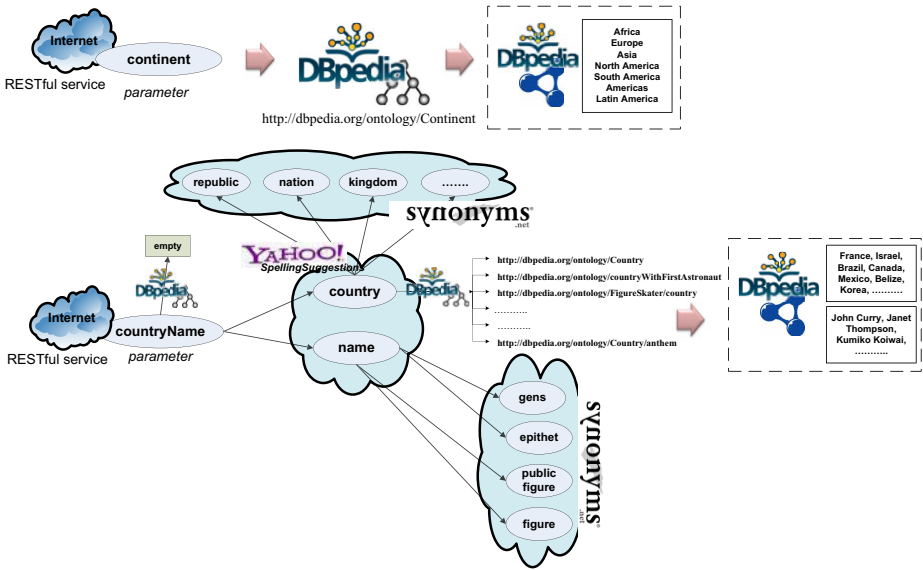 Internet
continent
RESTful service
parameter
DBpedia
http://dbpedia.org/ontology/Continent
DBpedia
Africa
Europe
Asia
North America
South America
Americas
Latin America
republic
nation
kingdom
.......
synonyms
.net
YAHOO!
SpellingSuggestions
empty
DBpedia
Internet
countryName
RESTful service
parameter
country
name
DBpedia
http://dbpedia.org/ontology/Country
http://dbpedia.org/ontology/countryWithFirstAstronaut
http://dbpedia.org/ontology/FigureSkater/country
...........
...........
http://dbpedia.org/ontology/Country/anthem
DBpedia
France, Israel,
Brazil, Canada,
Mexico, Belize,
Korea, ..........
John Curry, Janet
Thompson,
Kumiko Koiwai,
...........
gens
epithet
public
figure
figure
synonyms
.net